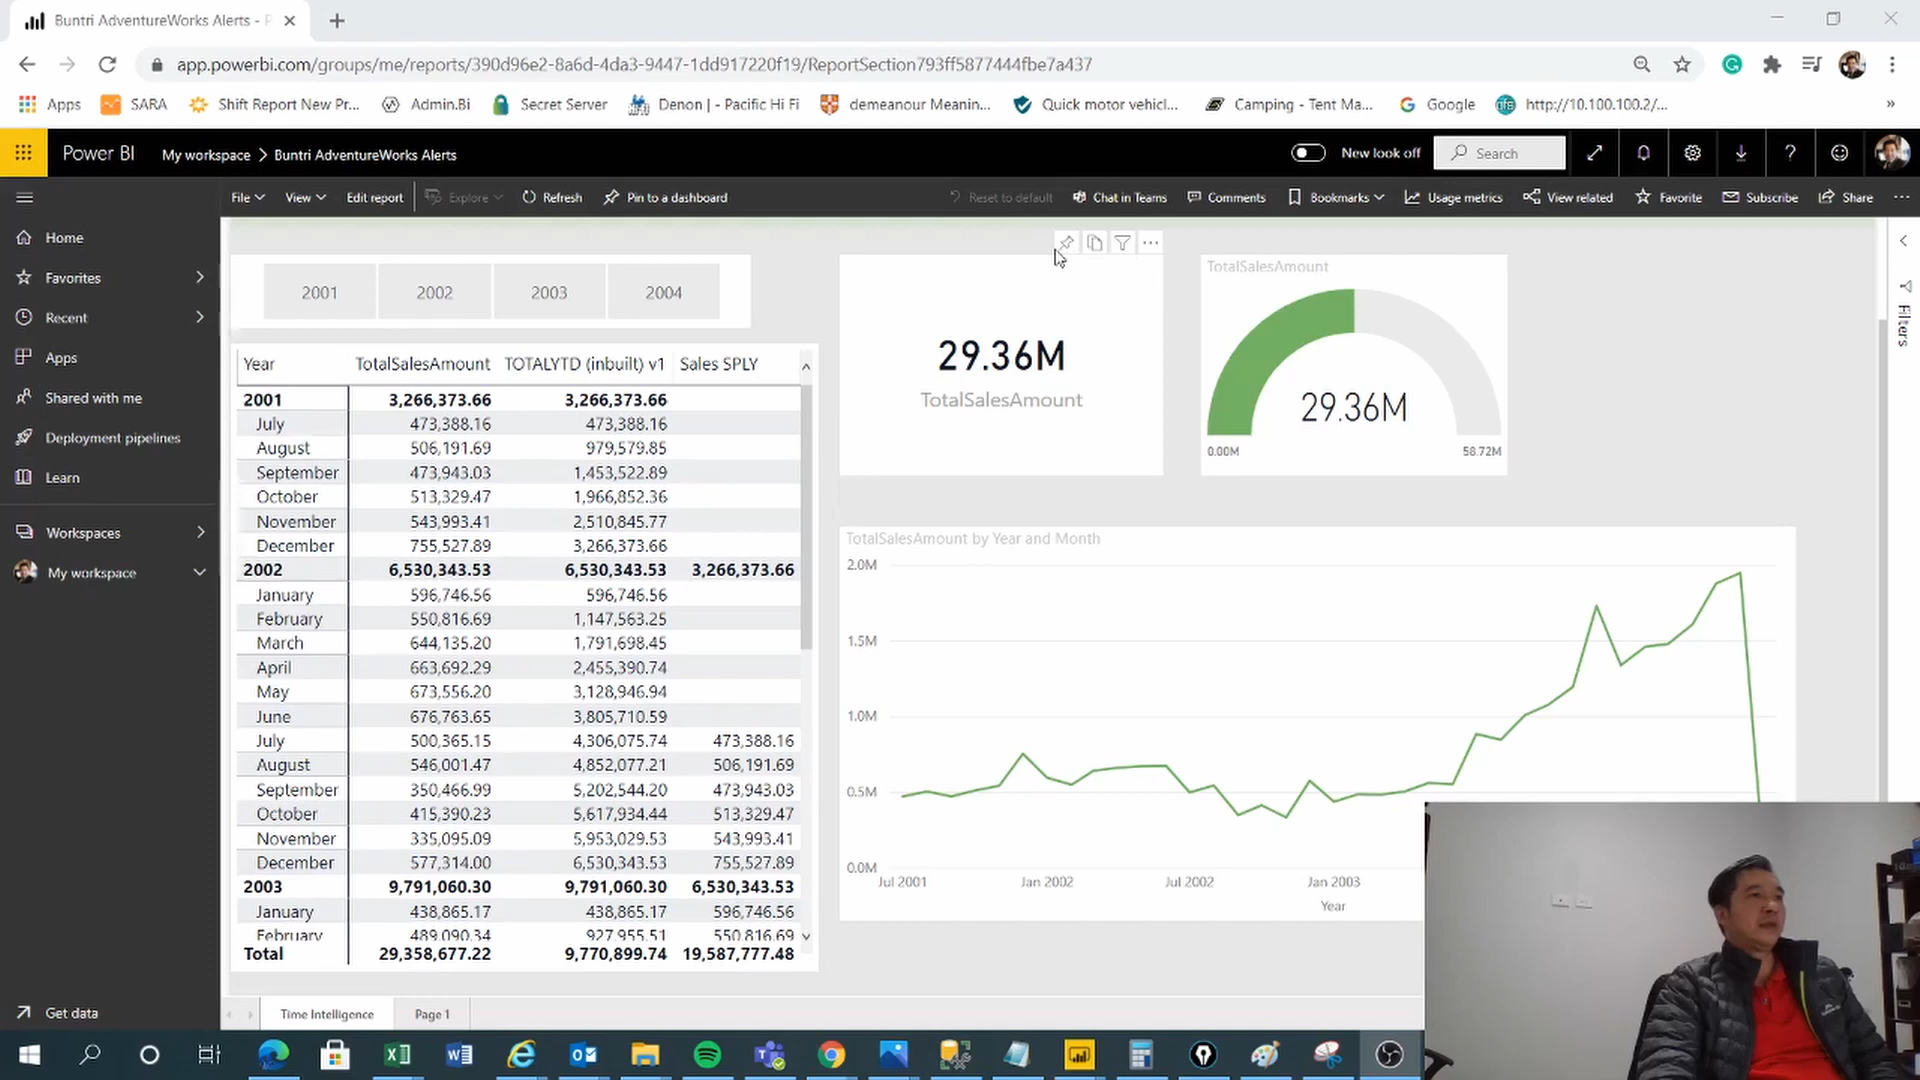 Buntri AdventureWorks Alerts - P
app.powerbi.com/groups/me/reports/390d96e2-8a6d-4da3-9447-1dd917220f19/ReportSection793ff5877444fbe7a437
Apps SARA Shift Report New Pr... Admin.Bi Secret Server Denon | - Pacific Hi Fi demeanour Meanin... Quick motor vehicl... Camping - Tent Ma... Google http://10.100.100.2/... »
Power BI My workspace > Buntri AdventureWorks Alerts New look off Search
File View Edit report Explore Refresh Pin to a dashboard Reset to default Chat in Teams Comments Bookmarks Usage metrics View related Favorite Subscribe Share ...
Home
Favorites
Recent
Apps
Shared with me
Deployment pipelines
Learn
Workspaces
My workspace
Get data
2001 2002 2003 2004
Year TotalSalesAmount TOTALYTD (inbuilt) v1 Sales SPLY
2001 3,266,373.66 3,266,373.66
July 473,388.16 473,388.16
August 506,191.69 979,579.85
September 473,943.03 1,453,522.89
October 513,329.47 1,966,852.36
November 543,993.41 2,510,845.77
December 755,527.89 3,266,373.66
2002 6,530,343.53 6,530,343.53 3,266,373.66
January 596,746.56 596,746.56
February 550,816.69 1,147,563.25
March 644,135.20 1,791,698.45
April 663,692.29 2,455,390.74
May 673,556.20 3,128,946.94
June 676,763.65 3,805,710.59
July 500,365.15 4,306,075.74 473,388.16
August 546,001.47 4,852,077.21 506,191.69
September 350,466.99 5,202,544.20 473,943.03
October 415,390.23 5,617,934.44 513,329.47
November 335,095.09 5,953,029.53 543,993.41
December 577,314.00 6,530,343.53 755,527.89
2003 9,791,060.30 9,791,060.30 6,530,343.53
January 438,865.17 438,865.17 596,746.56
February 489,090.34 927,955.51 550,816.69
Total 29,358,677.22 9,770,899.74 19,587,777.48
29.36M
TotalSalesAmount
TotalSalesAmount
29.36M
0.00M 58.72M
TotalSalesAmount by Year and Month
2.0M
1.5M
1.0M
0.5M
0.0M
Jul 2001 Jan 2002 Jul 2002 Jan 2003
Year
Filters
Time Intelligence Page 1